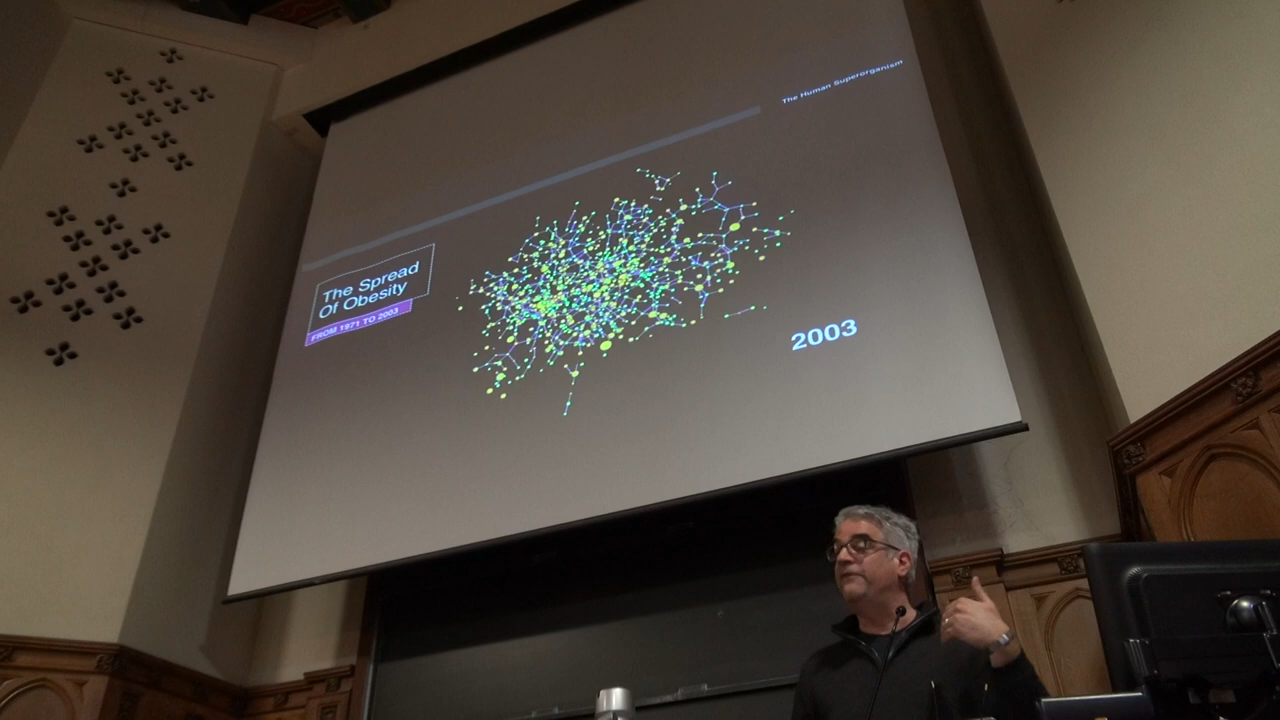 The Human Superorganism
The Spread
Of Obesity
FROM 1971 TO 2003
2003